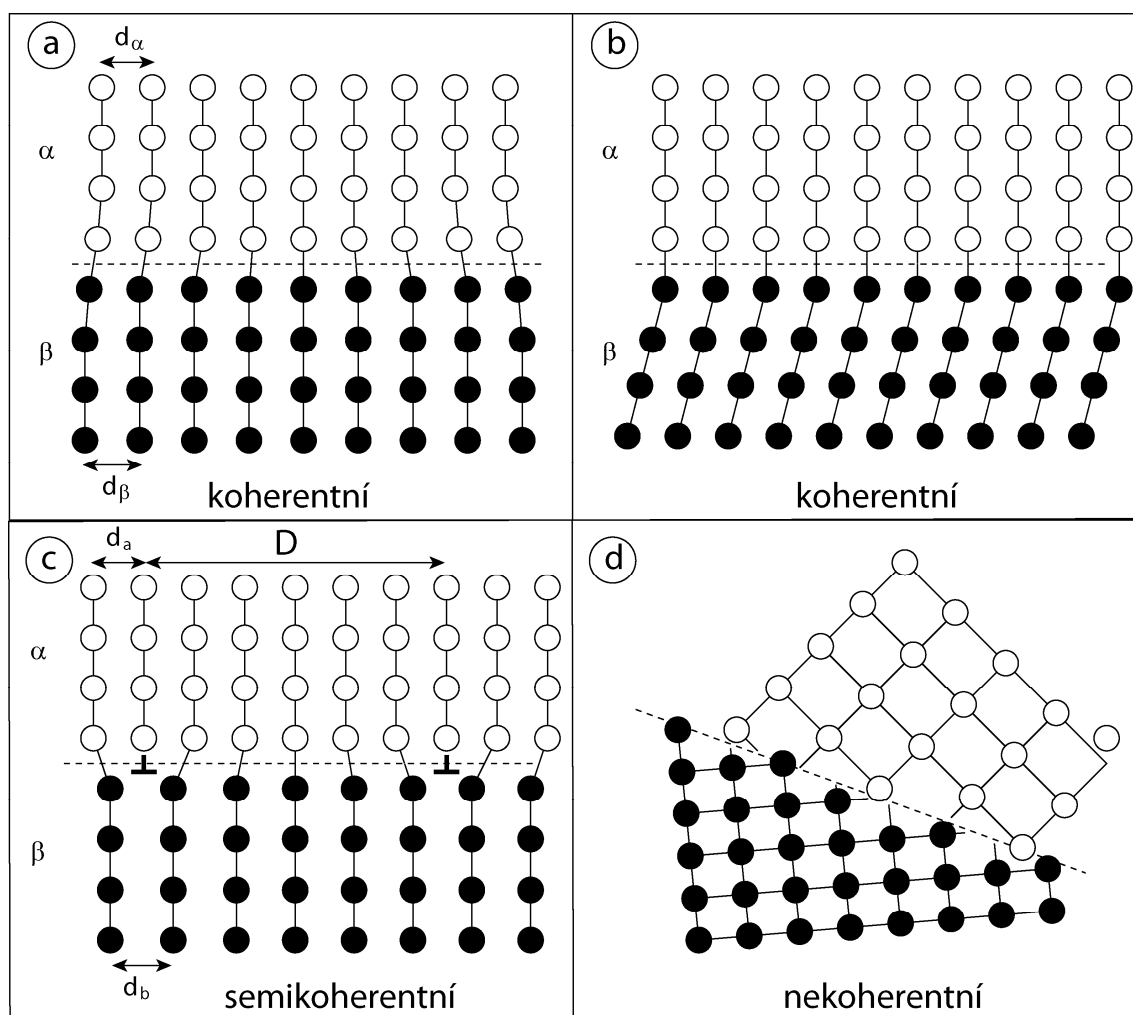 a
dα
α
β
dβ
koherentní
b
α
β
koherentní
c
da
D
α
β
db
semikoherentní
d
nekoherentní